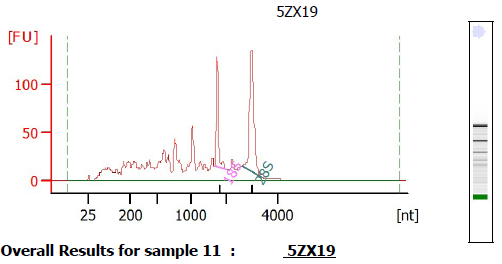 5ZX19
[FU]
100
50
0
18S
28S
25 200 1000 4000 [nt]
Overall Results for sample 11 : 5ZX19